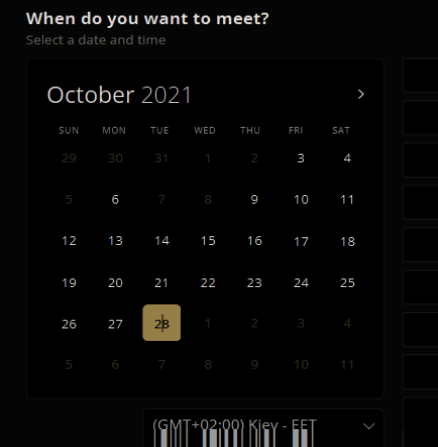 When do you want to meet?
Select a date and time
October 2021
SUN MON TUE WED THU FRI SAT
29 30 31 1 2 3 4
5 6 7 8 9 10 11
12 13 14 15 16 17 18
19 20 21 22 23 24 25
26 27 28 1 2 3 4
5 6 7 8 9 10 11
(GMT+02:00) Kiev - EET